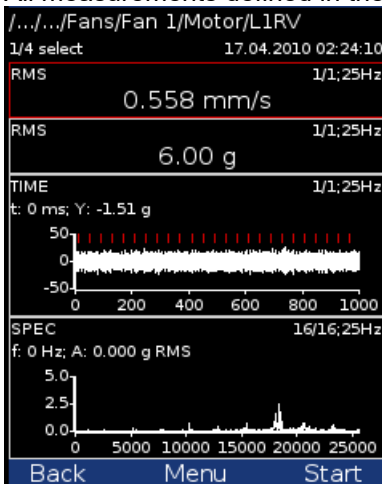 /.../.../Fans/Fan 1/Motor/L1RV
1/4 select 17.04.2010 02:24:10
RMS 1/1;25Hz
0.558 mm/s
RMS 1/1;25Hz
6.00 g
TIME 1/1;25Hz
t: 0 ms; Y: -1.51 g
50
0
-50
0 200 400 600 800 1000
SPEC 16/16;25Hz
f: 0 Hz; A: 0.000 g RMS
5.0
2.5
0.0
0 5000 10000 15000 20000 25000
Back Menu Start